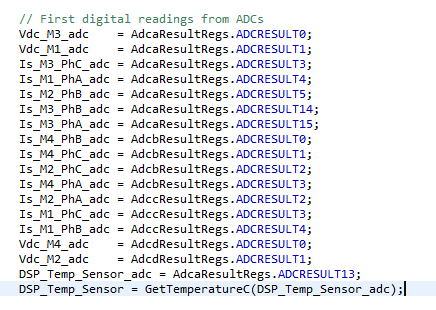 // First digital readings from ADCs
Vdc_M3_adc    = AdcaResultRegs.ADCRESULT0;
Vdc_M1_adc    = AdcaResultRegs.ADCRESULT1;
Is_M3_PhC_adc = AdcaResultRegs.ADCRESULT3;
Is_M1_PhA_adc = AdcaResultRegs.ADCRESULT4;
Is_M2_PhB_adc = AdcaResultRegs.ADCRESULT5;
Is_M3_PhB_adc = AdcaResultRegs.ADCRESULT14;
Is_M3_PhA_adc = AdcaResultRegs.ADCRESULT15;
Is_M4_PhB_adc = AdcbResultRegs.ADCRESULT0;
Is_M4_PhC_adc = AdcbResultRegs.ADCRESULT1;
Is_M2_PhC_adc = AdcbResultRegs.ADCRESULT2;
Is_M4_PhA_adc = AdcbResultRegs.ADCRESULT3;
Is_M2_PhA_adc = AdccResultRegs.ADCRESULT2;
Is_M1_PhC_adc = AdccResultRegs.ADCRESULT3;
Is_M1_PhB_adc = AdccResultRegs.ADCRESULT4;
Vdc_M4_adc    = AdcdResultRegs.ADCRESULT0;
Vdc_M2_adc    = AdcdResultRegs.ADCRESULT1;
DSP_Temp_Sensor_adc = AdcaResultRegs.ADCRESULT13;
DSP_Temp_Sensor = GetTemperatureC(DSP_Temp_Sensor_adc);